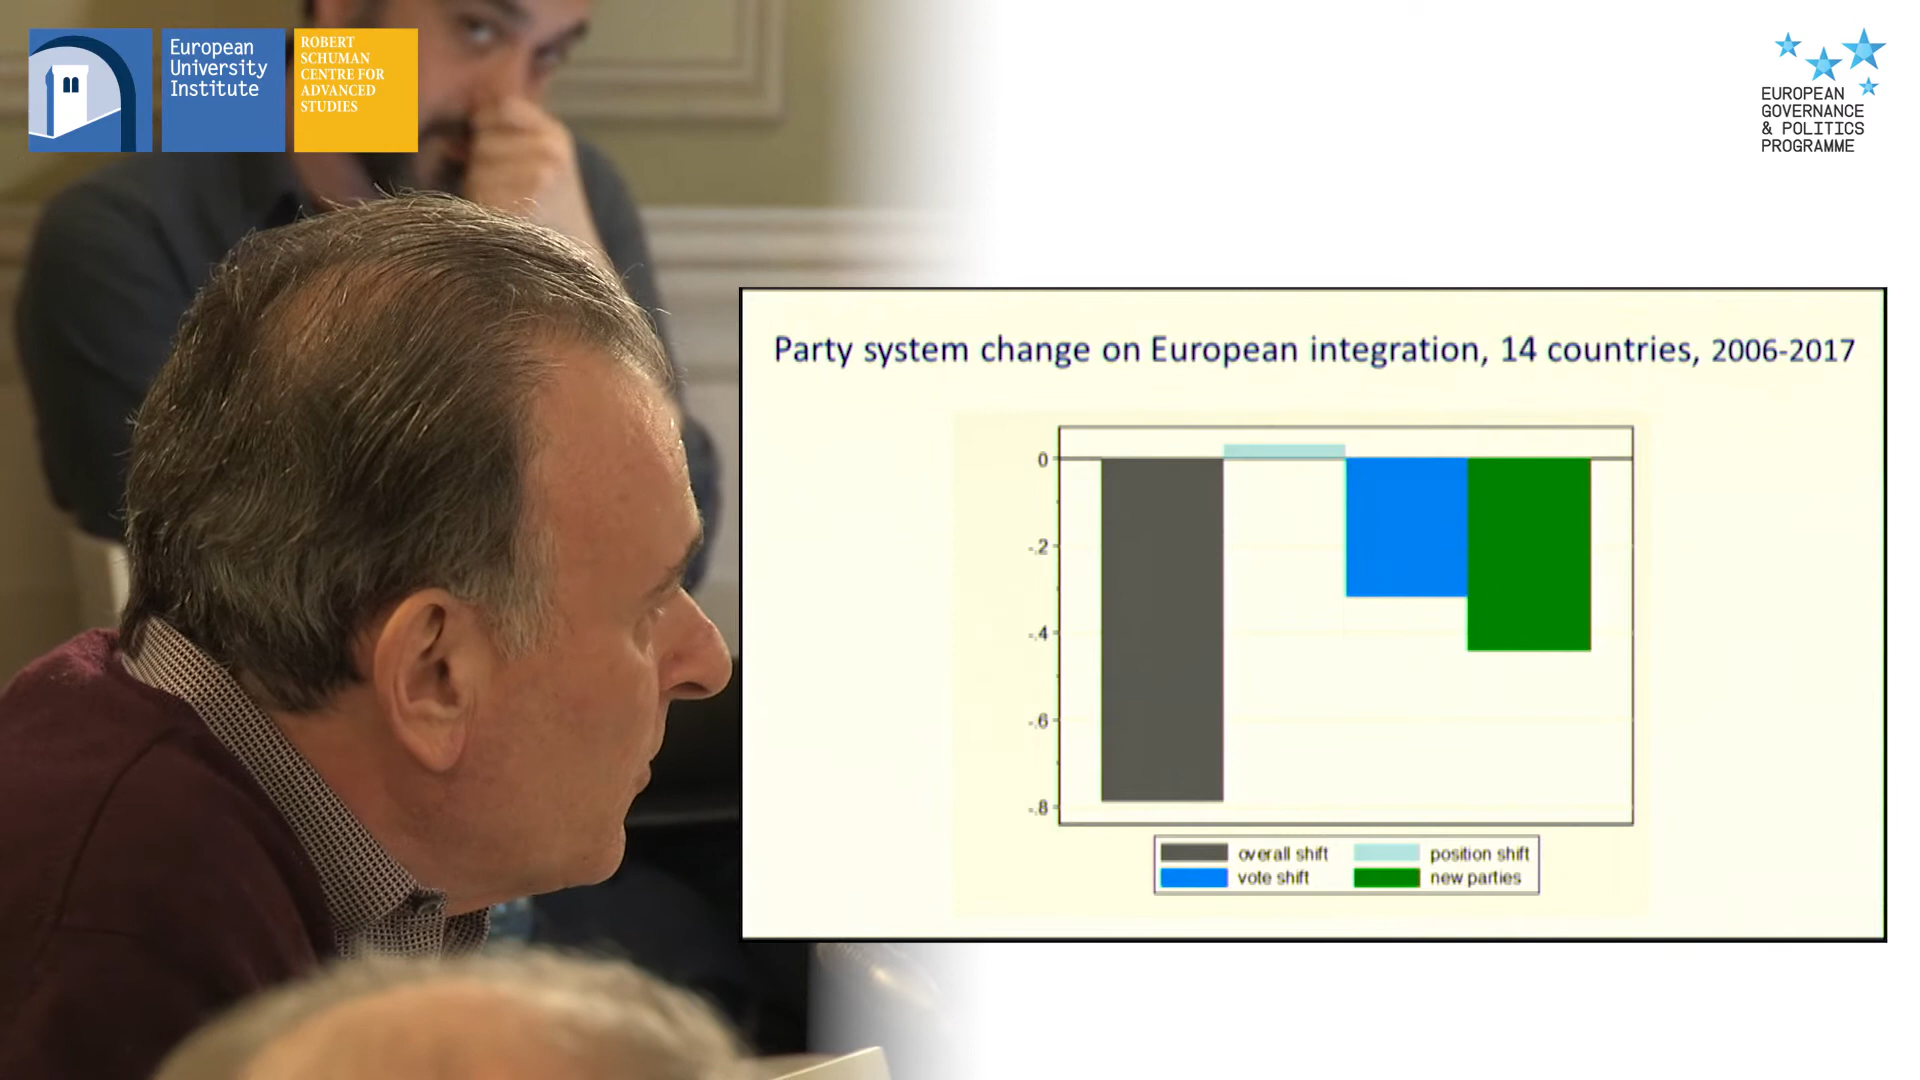 European
University
Institute
ROBERT
SCHUMAN
CENTRE FOR
ADVANCED
STUDIES
EUROPEAN
GOVERNANCE
& POLITICS
PROGRAMME
Party system change on European integration, 14 countries, 2006-2017
0
-.2
-.4
-.6
-.8
overall shift position shift
vote shift new parties